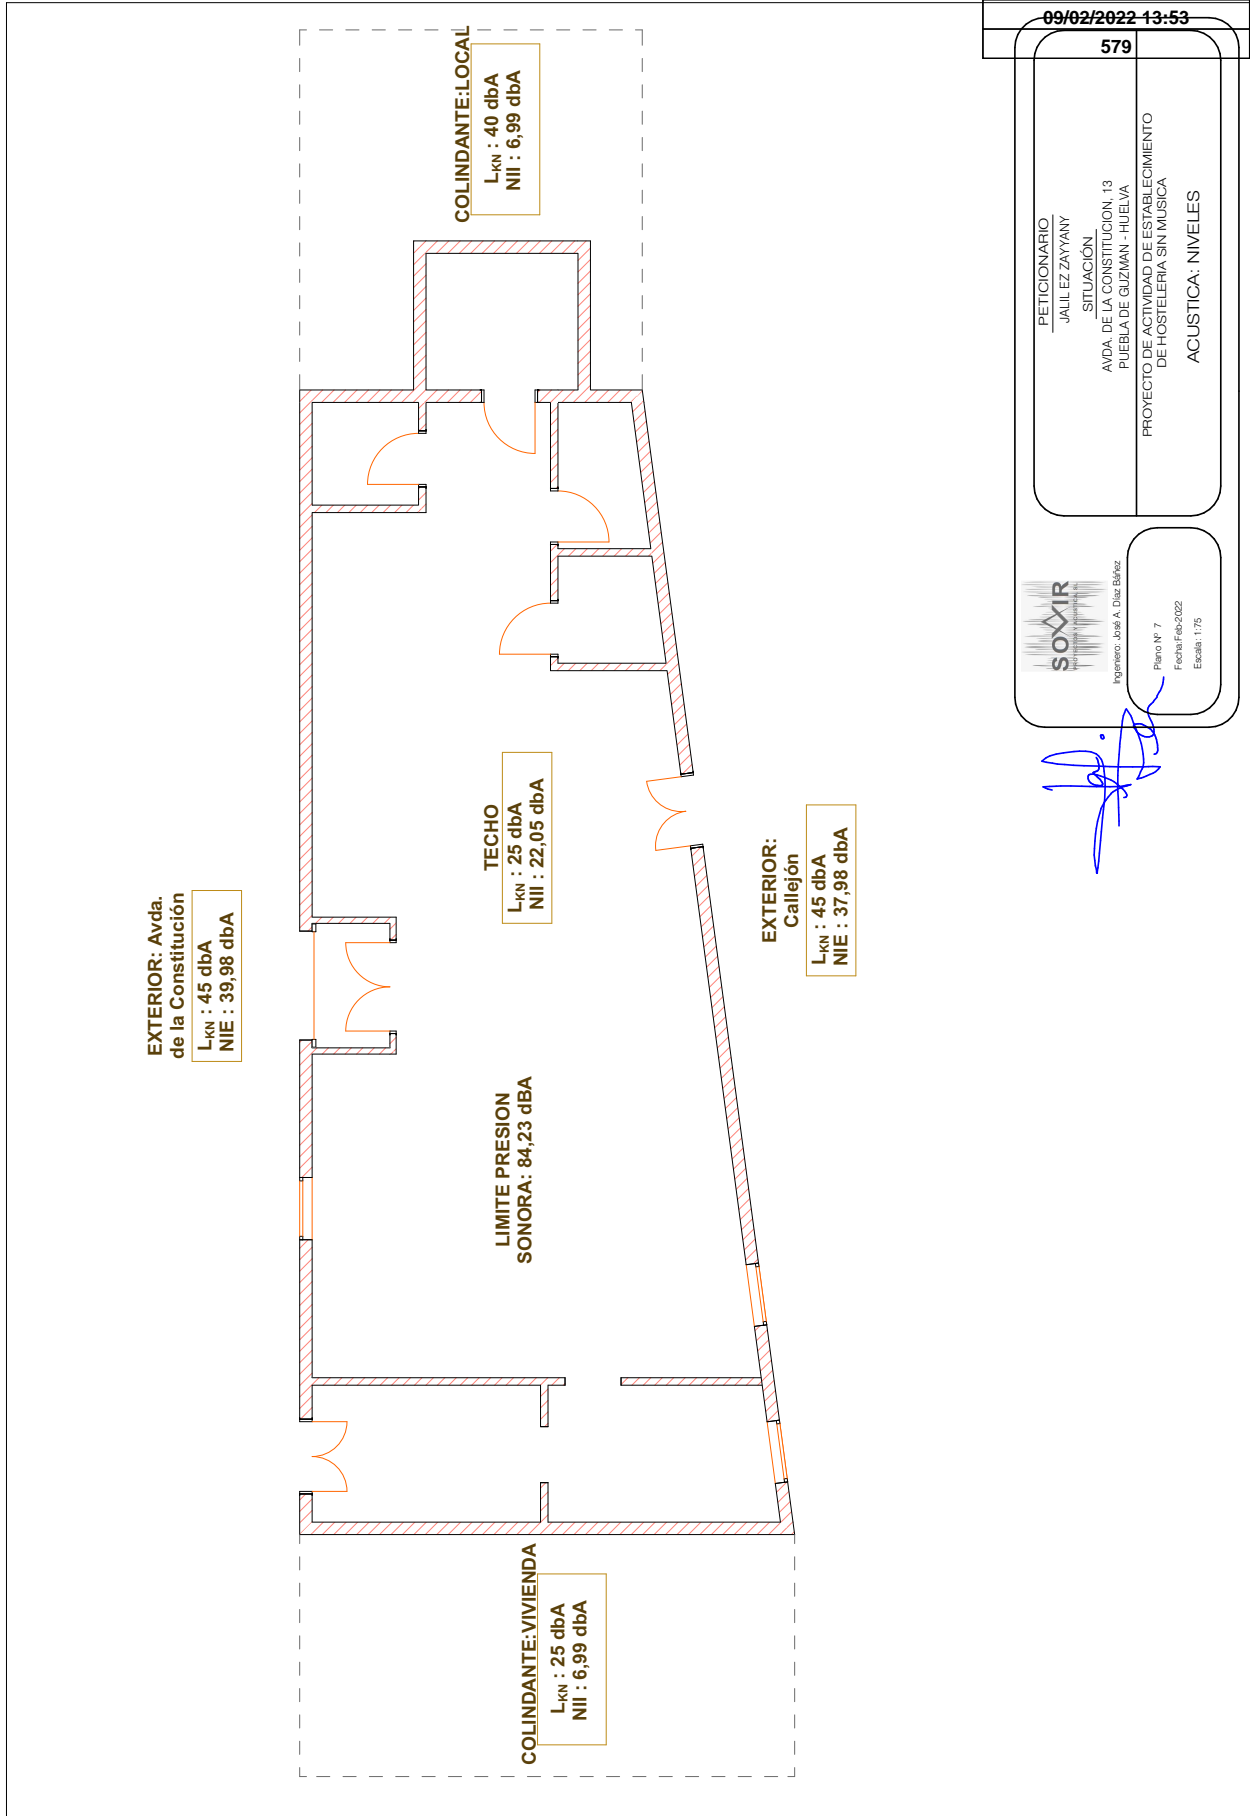 09/02/2022 13:53
579
COLINDANTE:LOCAL
LKN : 40 dbA
NII : 6,99 dbA
TECHO
LKN : 25 dbA
NII : 22,05 dbA
EXTERIOR: Avda.
de la Constitución
LKN : 45 dbA
NIE : 39,98 dbA
EXTERIOR:
Callejón
LKN : 45 dbA
NIE : 37,98 dbA
LIMITE PRESION
SONORA: 84,23 dBA
COLINDANTE:VIVIENDA
LKN : 25 dbA
NII : 6,99 dbA
PETICIONARIO
JALIL EZ ZAYYANY
SITUACIÓN
AVDA. DE LA CONSTITUCION, 13
PUEBLA DE GUZMAN - HUELVA
PROYECTO DE ACTIVIDAD DE ESTABLECIMIENTO
DE HOSTELERIA SIN MUSICA
ACUSTICA: NIVELES
SOXXIR
Ingeniero: José A. Díaz Báñez
Plano Nº 7
Fecha:Feb-2022
Escala: 1:75